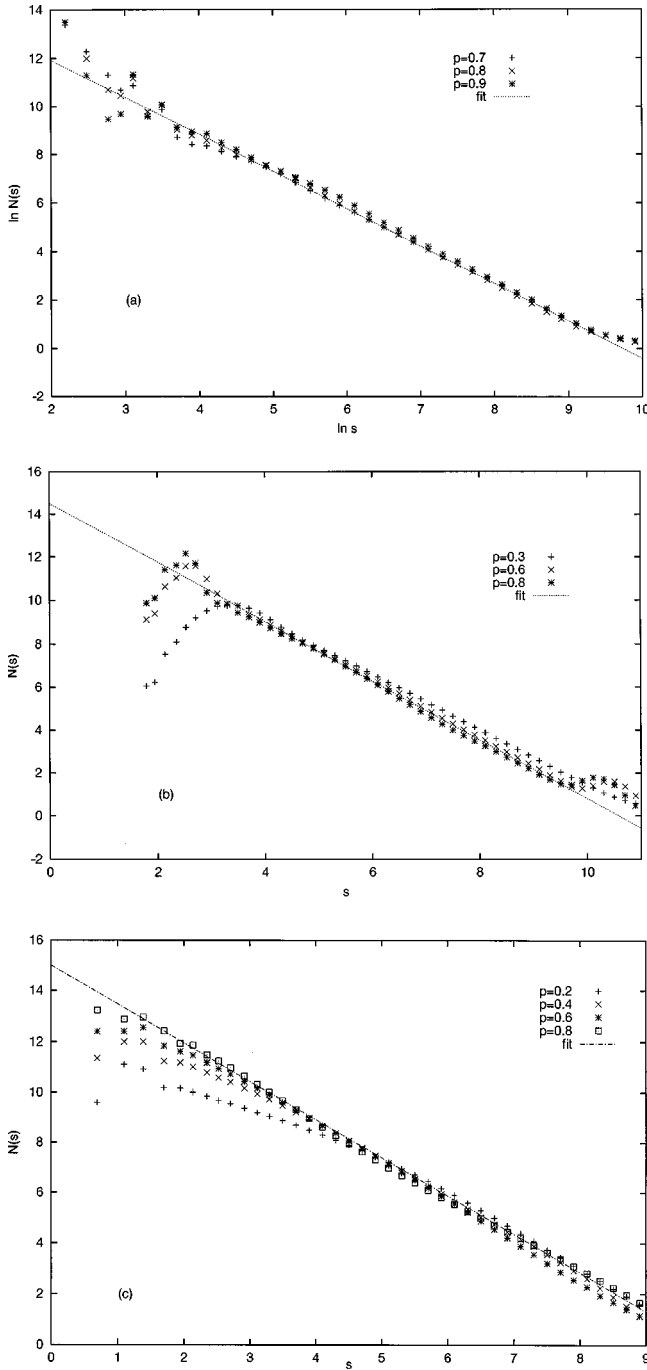 14
12
10
8
6
4
2
0
-2
ln N(s)
p=0.7
p=0.8
p=0.9
fit
(a)
2 3 4 5 6 7 8 9 10
ln s
16
14
12
10
8
6
4
2
0
-2
N(s)
p=0.3
p=0.6
p=0.8
fit
(b)
0 2 4 6 8 10
s
16
14
12
10
8
6
4
2
0
N(s)
p=0.2
p=0.4
p=0.6
p=0.8
fit
(c)
0 1 2 3 4 5 6 7 8 9
s